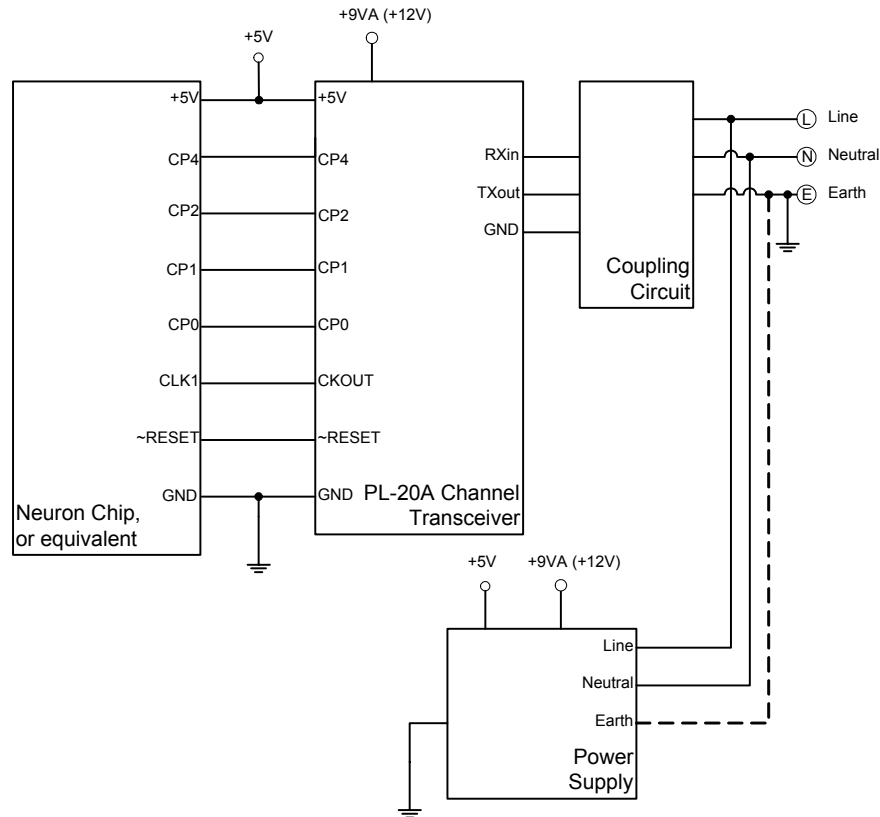 +9VA (+12V)
+5V
+5V
+5V
CP4
CP4
CP2
CP2
CP1
CP1
CP0
CP0
CLK1
CKOUT
~RESET
~RESET
GND
GND
Neuron Chip,
or equivalent
PL-20A Channel
Transceiver
RXin
TXout
GND
Coupling
Circuit
L Line
N Neutral
E Earth
+5V
+9VA (+12V)
Line
Neutral
Earth
Power
Supply